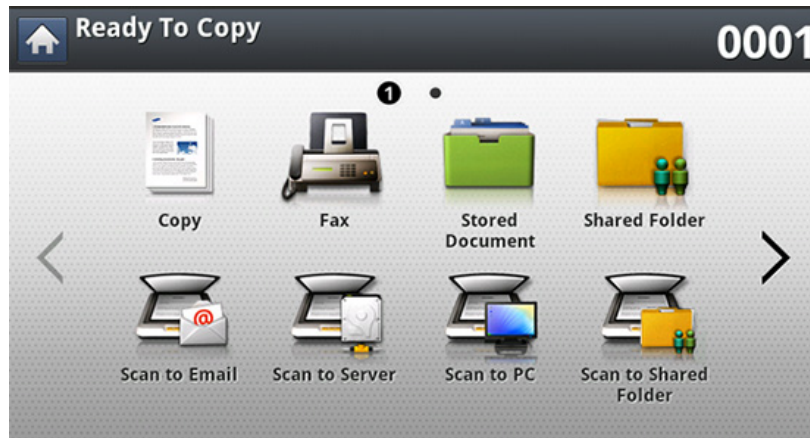 Ready To Copy
0001
1
Copy
Fax
Stored
Document
Shared Folder
Scan to Email
Scan to Server
Scan to PC
Scan to Shared
Folder
@